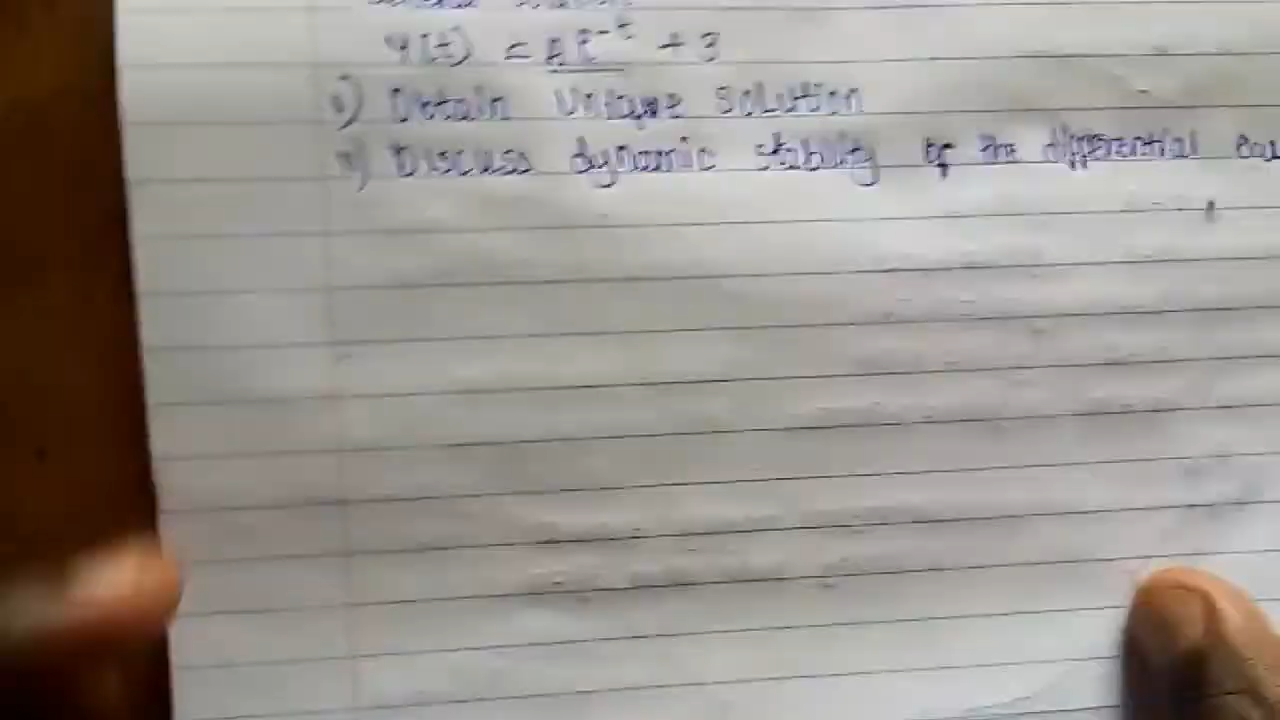 y(t) = Ae^-t + 3
i) Obtain Unique Solution
ii) Discuss dynamic stability of the differential